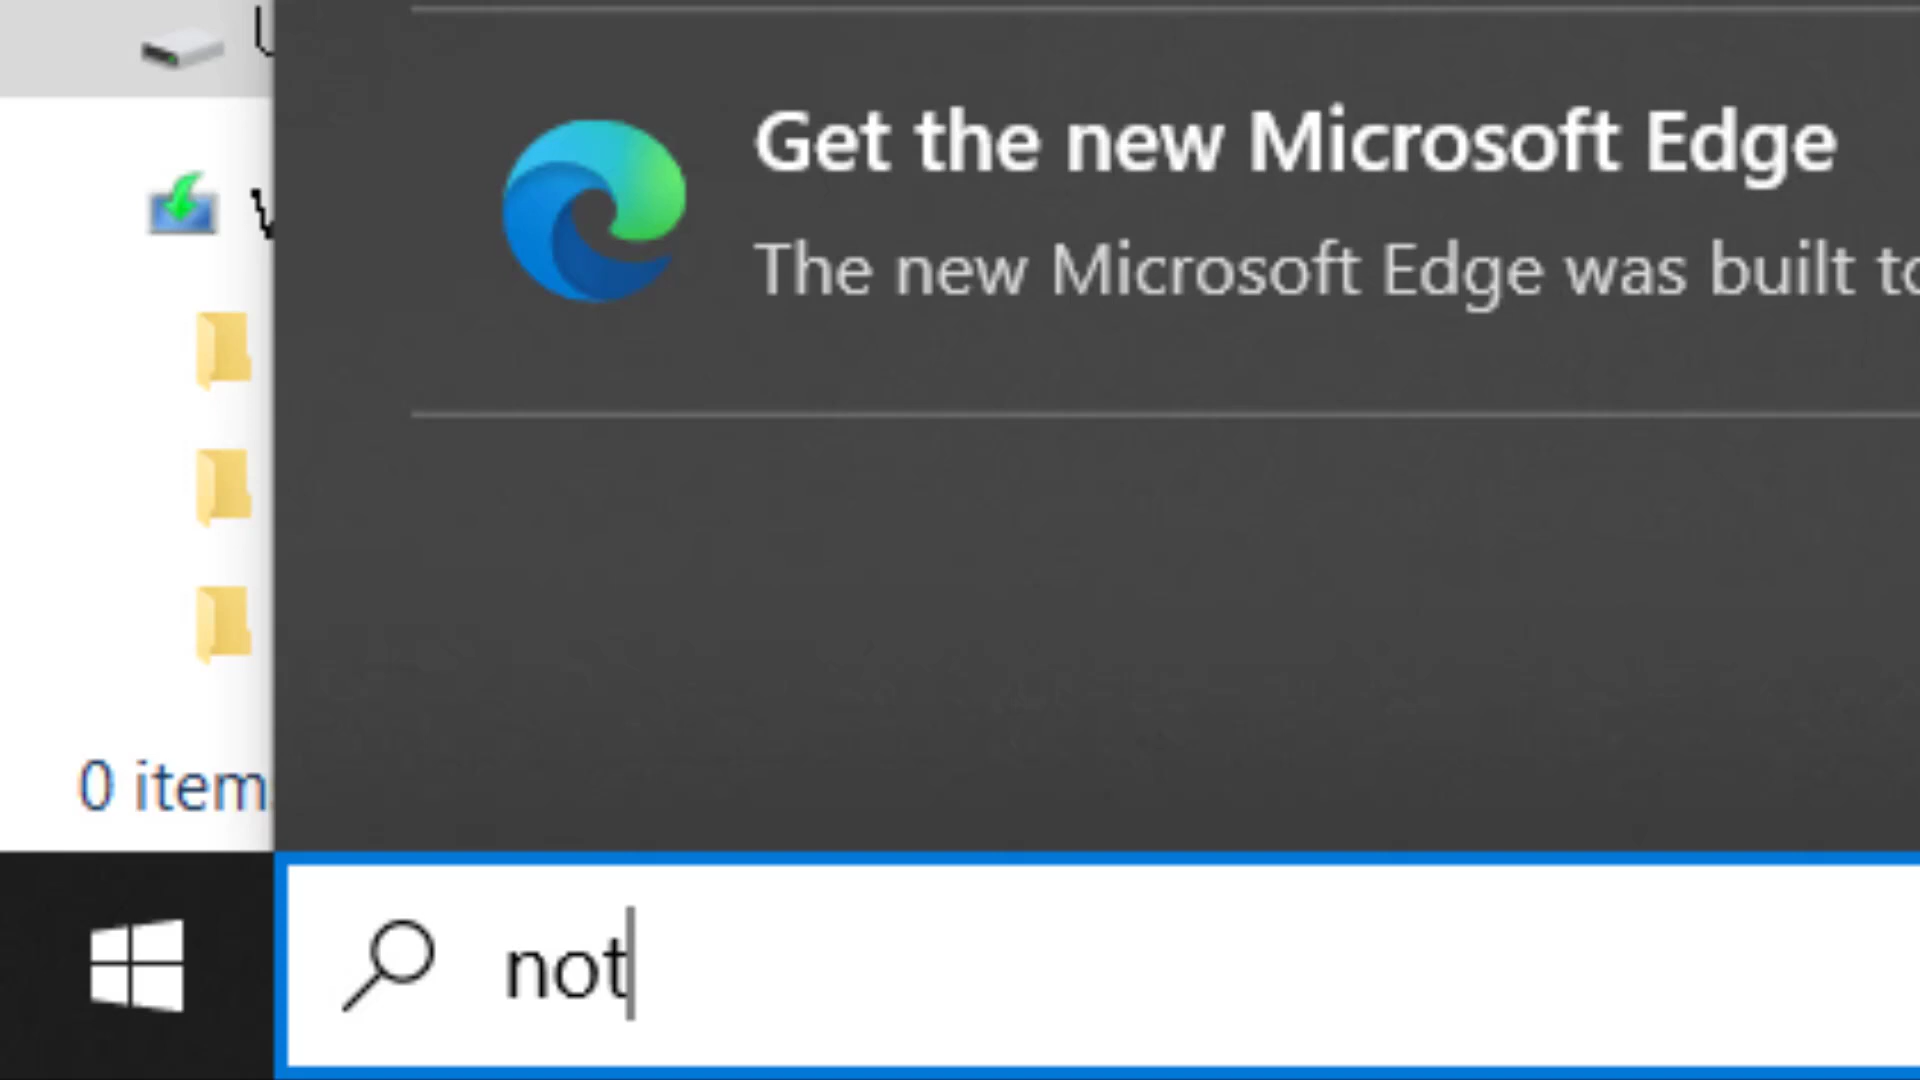 Get the new Microsoft Edge
The new Microsoft Edge was built to
0 item
not